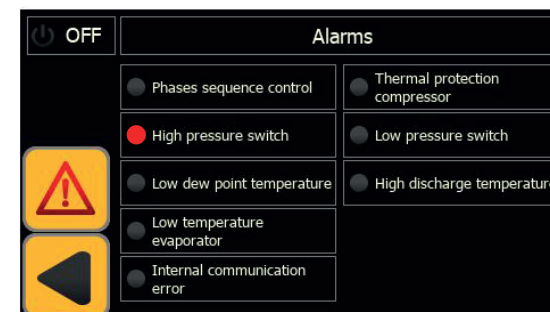 OFF
Alarms
Phases sequence control
Thermal protection
compressor
High pressure switch
Low pressure switch
Low dew point temperature
High discharge temperatur
Low temperature
evaporator
Internal communication
error